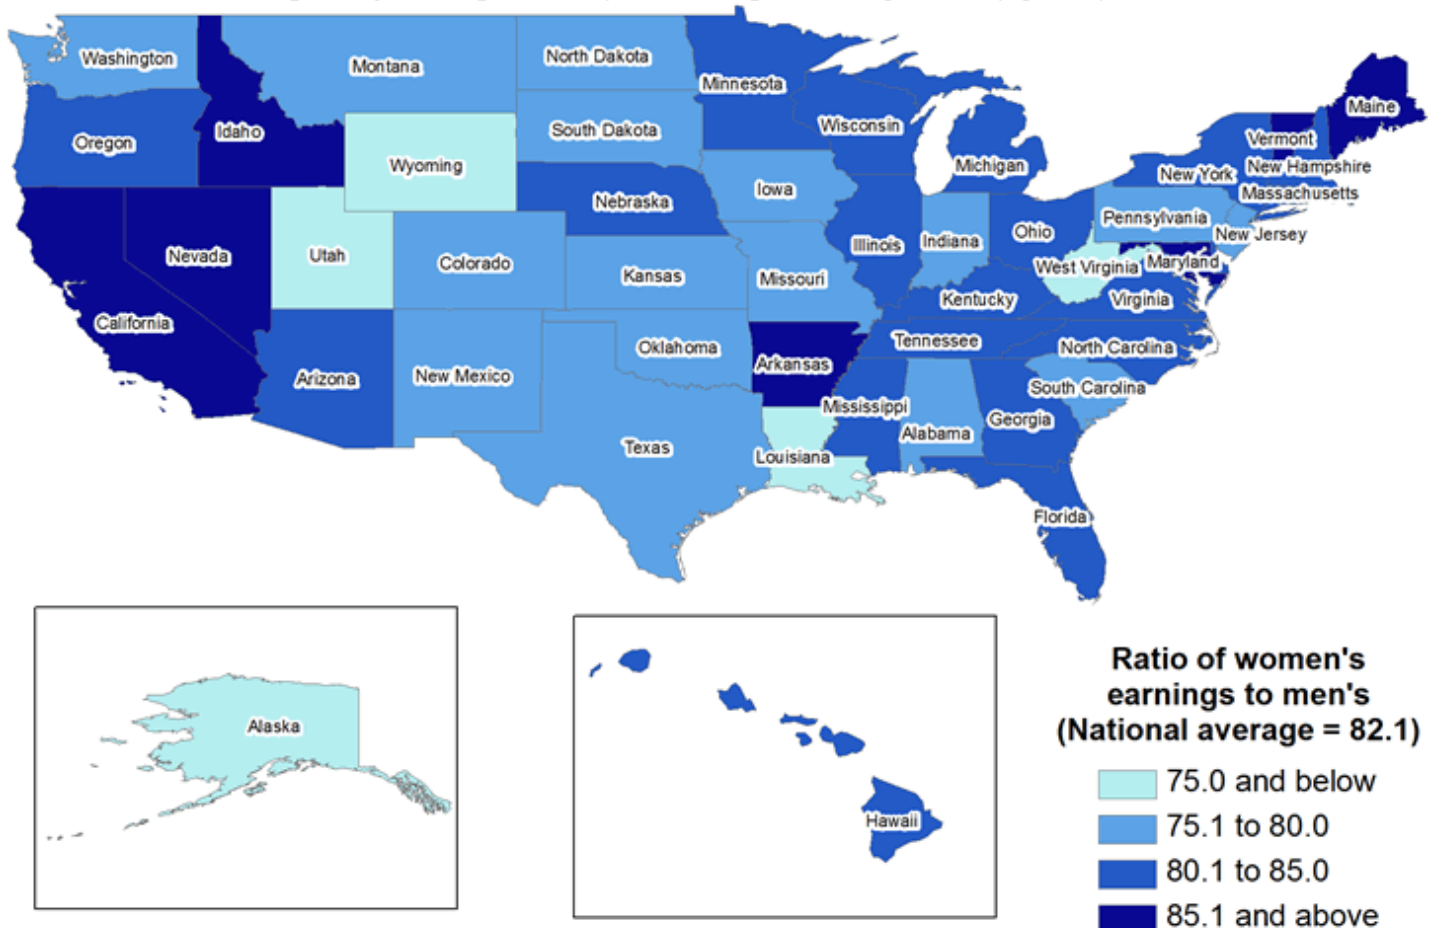 Washington
Montana
North Dakota
Minnesota
Maine
Oregon
Idaho
South Dakota
Wisconsin
Vermont
Wyoming
Michigan
New York
New Hampshire
Iowa
Massachusetts
Nebraska
Pennsylvania
Nevada
Utah
Colorado
Illinois
Indiana
Ohio
New Jersey
Kansas
Missouri
West Virginia
Maryland
California
Kentucky
Virginia
Arizona
New Mexico
Oklahoma
Arkansas
Tennessee
North Carolina
South Carolina
Mississippi
Texas
Louisiana
Alabama
Georgia
Florida
Alaska
Hawaii
Ratio of women's
earnings to men's
(National average = 82.1)
75.0 and below
75.1 to 80.0
80.1 to 85.0
85.1 and above